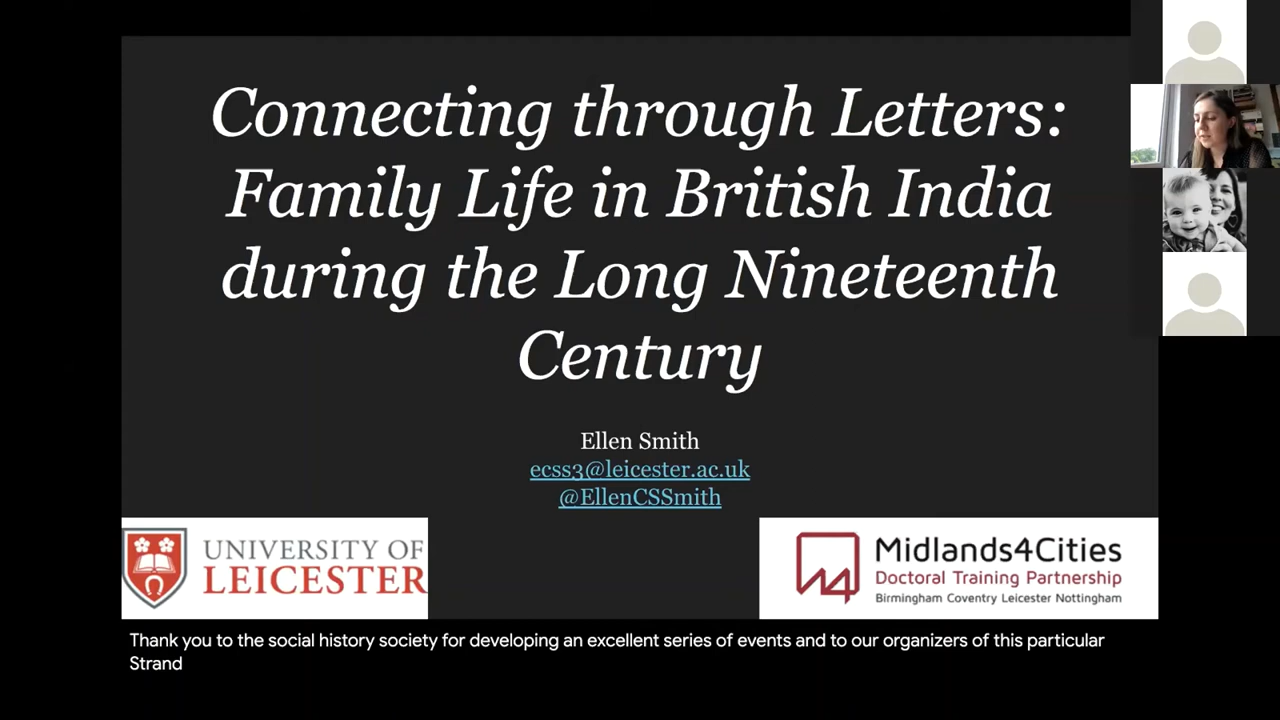 Connecting through Letters:
Family Life in British India
during the Long Nineteenth
Century
Ellen Smith
ecss3@leicester.ac.uk
@EllenCSSmith
UNIVERSITY OF
LEICESTER
Midlands4Cities
Doctoral Training Partnership
Birmingham Coventry Leicester Nottingham
Thank you to the social history society for developing an excellent series of events and to our organizers of this particular
Strand